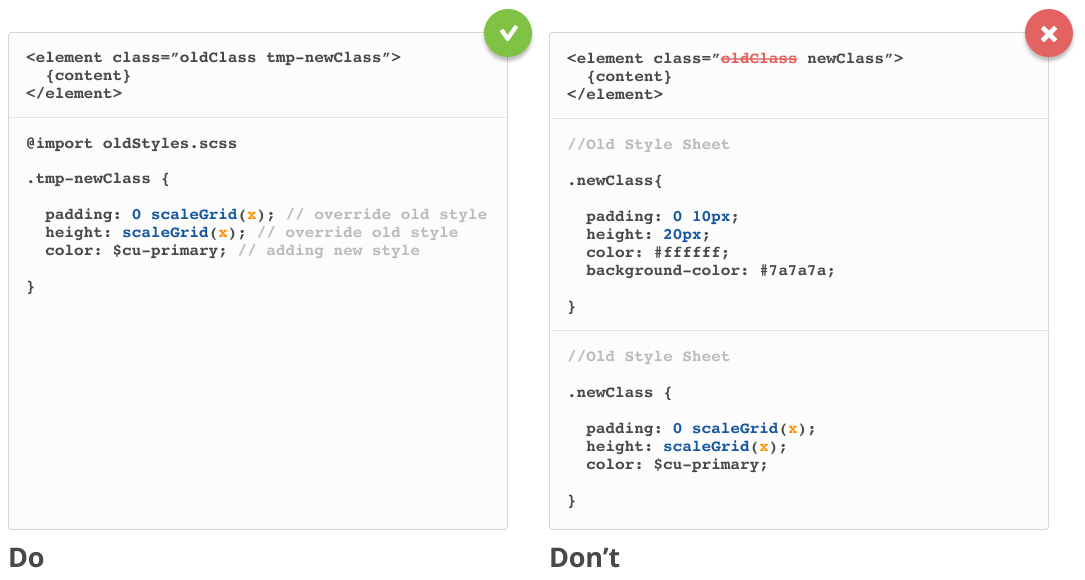 <element class=”oldClass tmp-newClass”>
{content}
</element>
@import oldStyles.scss
.tmp-newClass {
padding: 0 scaleGrid(x); // override old style
height: scaleGrid(x); // override old style
color: $cu-primary; // adding new style
}
Do
<element class=”oldClass newClass”>
{content}
</element>
//Old Style Sheet
.newClass{
padding: 0 10px;
height: 20px;
color: #ffffff;
background-color: #7a7a7a;
}
//Old Style Sheet
.newClass {
padding: 0 scaleGrid(x);
height: scaleGrid(x);
color: $cu-primary;
}
Don’t